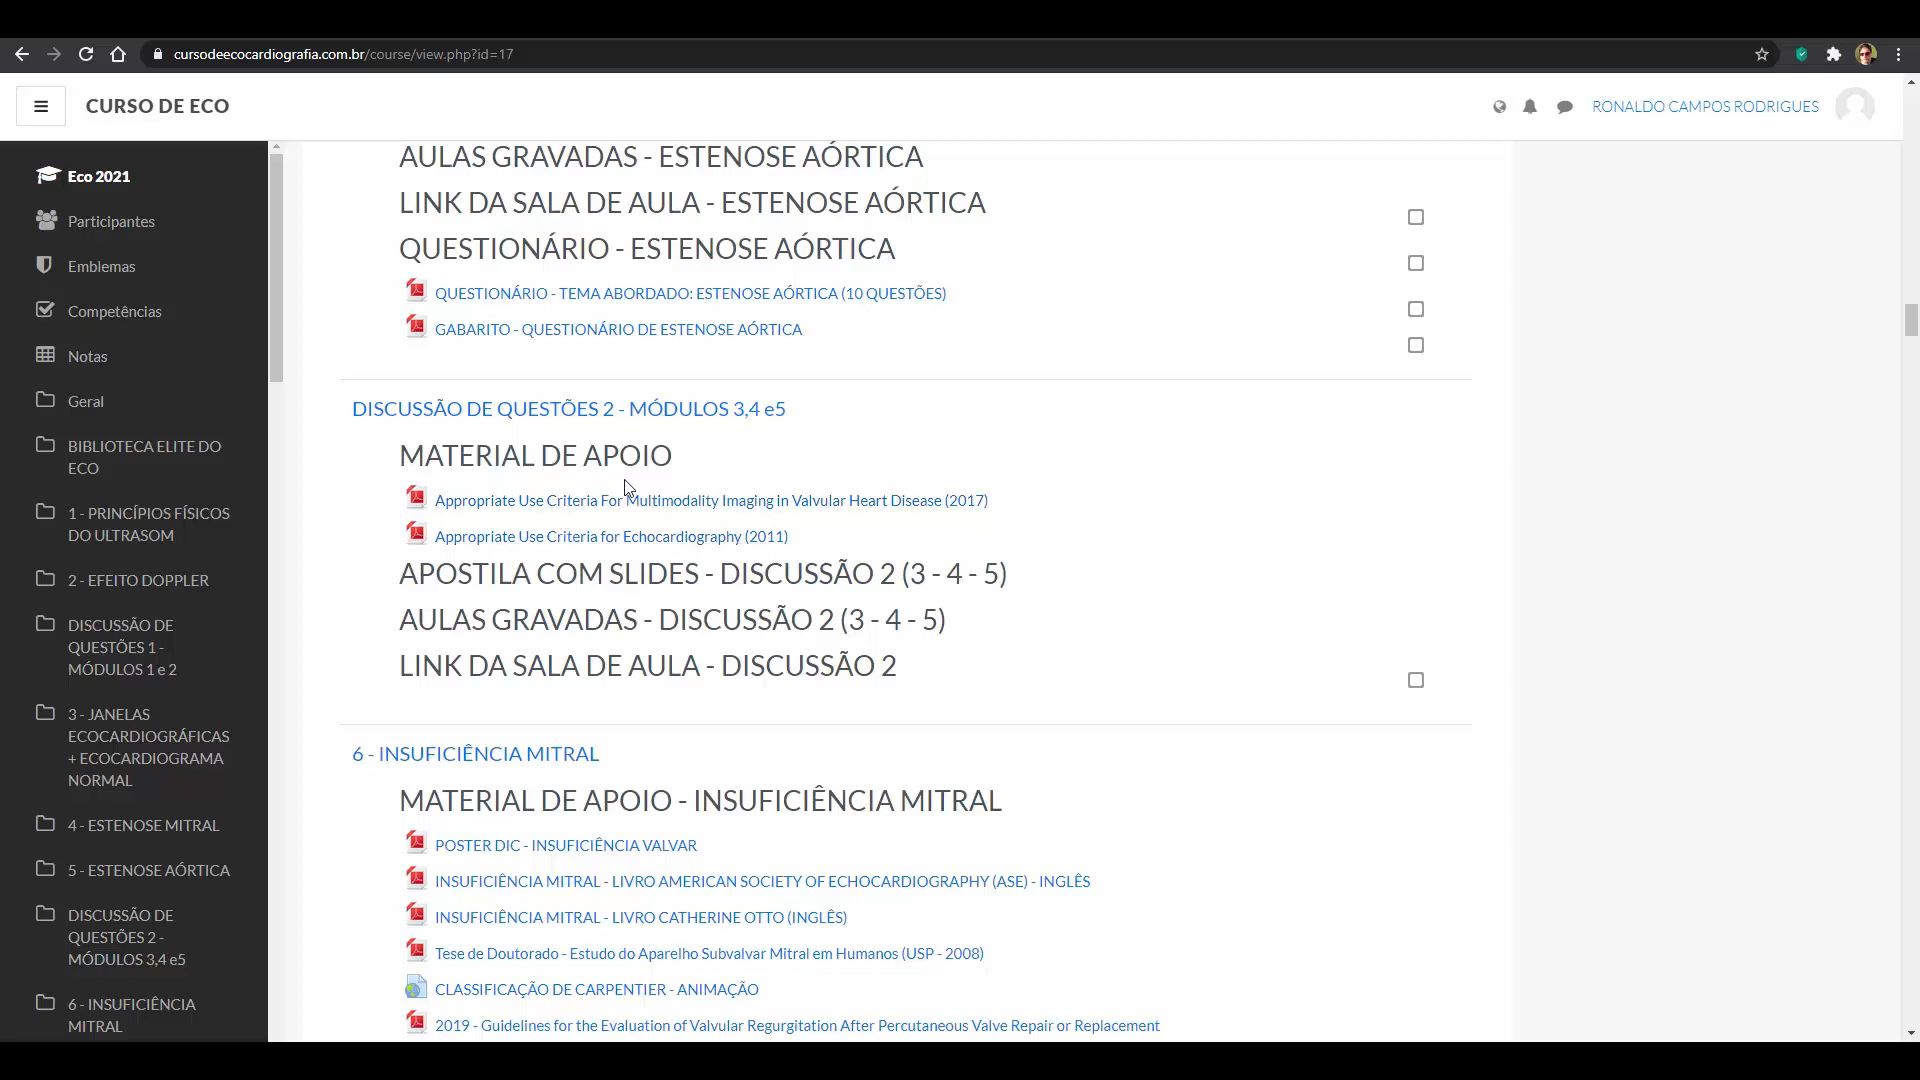 cursodeecocardiografia.com.br/course/view.php?id=17
CURSO DE ECO
RONALDO CAMPOS RODRIGUES
Eco 2021
Participantes
Emblemas
Competências
Notas
Geral
BIBLIOTECA ELITE DO
ECO
1 - PRINCÍPIOS FÍSICOS
DO ULTRASOM
2 - EFEITO DOPPLER
DISCUSSÃO DE
QUESTÕES 1 -
MÓDULOS 1 e 2
3 - JANELAS
ECOCARDIOGRÁFICAS
+ ECOCARDIOGRAMA
NORMAL
4 - ESTENOSE MITRAL
5 - ESTENOSE AÓRTICA
DISCUSSÃO DE
QUESTÕES 2 -
MÓDULOS 3,4 e5
6 - INSUFICIÊNCIA
MITRAL
AULAS GRAVADAS - ESTENOSE AÓRTICA
LINK DA SALA DE AULA - ESTENOSE AÓRTICA
QUESTIONÁRIO - ESTENOSE AÓRTICA
QUESTIONÁRIO - TEMA ABORDADO: ESTENOSE AÓRTICA (10 QUESTÕES)
GABARITO - QUESTIONÁRIO DE ESTENOSE AÓRTICA
DISCUSSÃO DE QUESTÕES 2 - MÓDULOS 3,4 e5
MATERIAL DE APOIO
Appropriate Use Criteria For Multimodality Imaging in Valvular Heart Disease (2017)
Appropriate Use Criteria for Echocardiography (2011)
APOSTILA COM SLIDES - DISCUSSÃO 2 (3 - 4 - 5)
AULAS GRAVADAS - DISCUSSÃO 2 (3 - 4 - 5)
LINK DA SALA DE AULA - DISCUSSÃO 2
6 - INSUFICIÊNCIA MITRAL
MATERIAL DE APOIO - INSUFICIÊNCIA MITRAL
POSTER DIC - INSUFICIÊNCIA VALVAR
INSUFICIÊNCIA MITRAL - LIVRO AMERICAN SOCIETY OF ECHOCARDIOGRAPHY (ASE) - INGLÊS
INSUFICIÊNCIA MITRAL - LIVRO CATHERINE OTTO (INGLÊS)
Tese de Doutorado - Estudo do Aparelho Subvalvar Mitral em Humanos (USP - 2008)
CLASSIFICAÇÃO DE CARPENTIER - ANIMAÇÃO
2019 - Guidelines for the Evaluation of Valvular Regurgitation After Percutaneous Valve Repair or Replacement